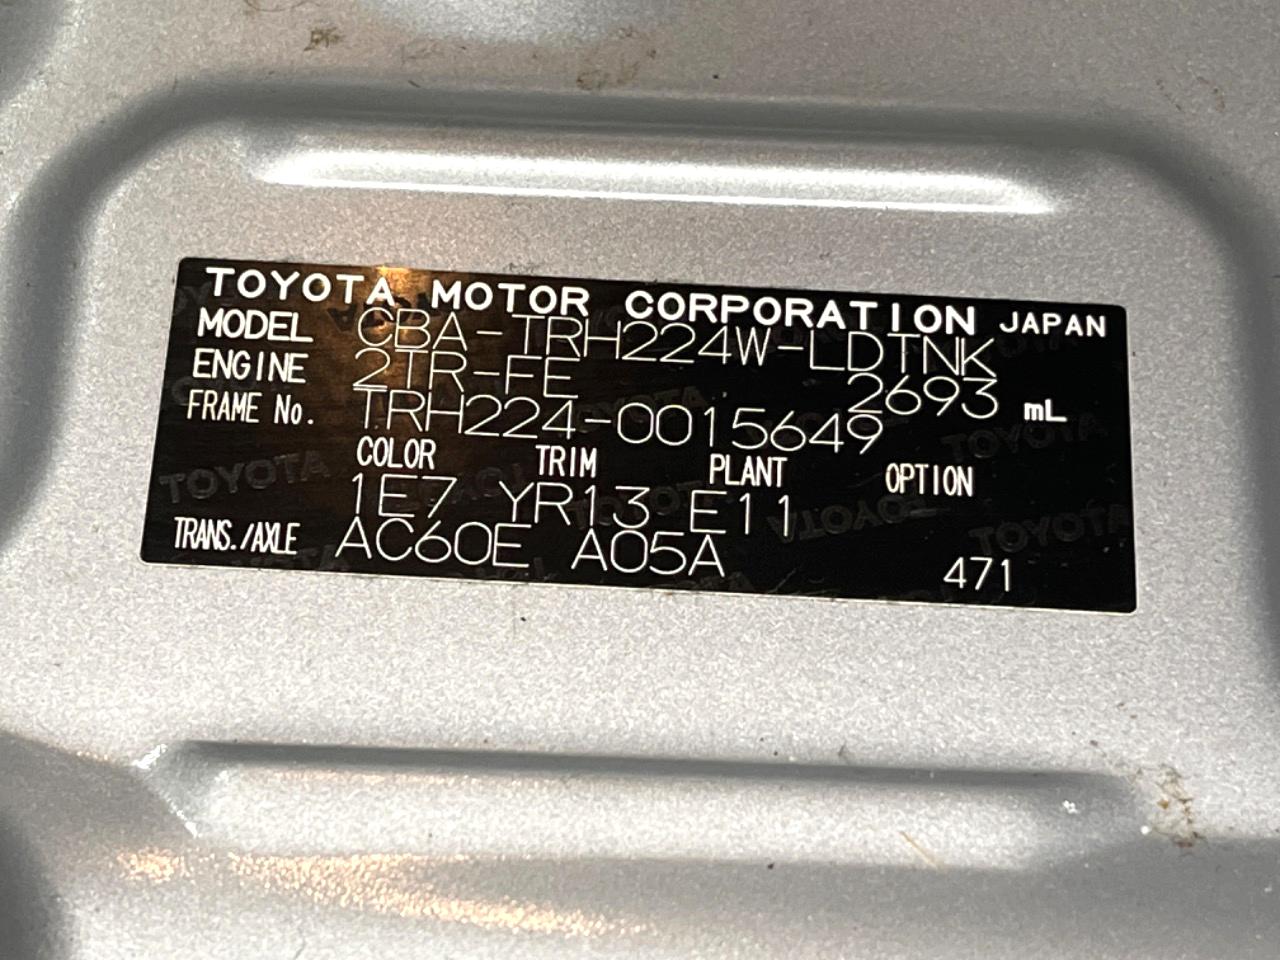 TOYOTA MOTOR CORPORATION JAPAN
MODEL CBA-TRH224W-LDTNK
ENGINE 2TR-FE 2693 mL
FRAME No. TRH224-0015649
COLOR TRIM PLANT OPTION
1E7 YR13 E11
TRANS./AXLE AC60E A05A 471